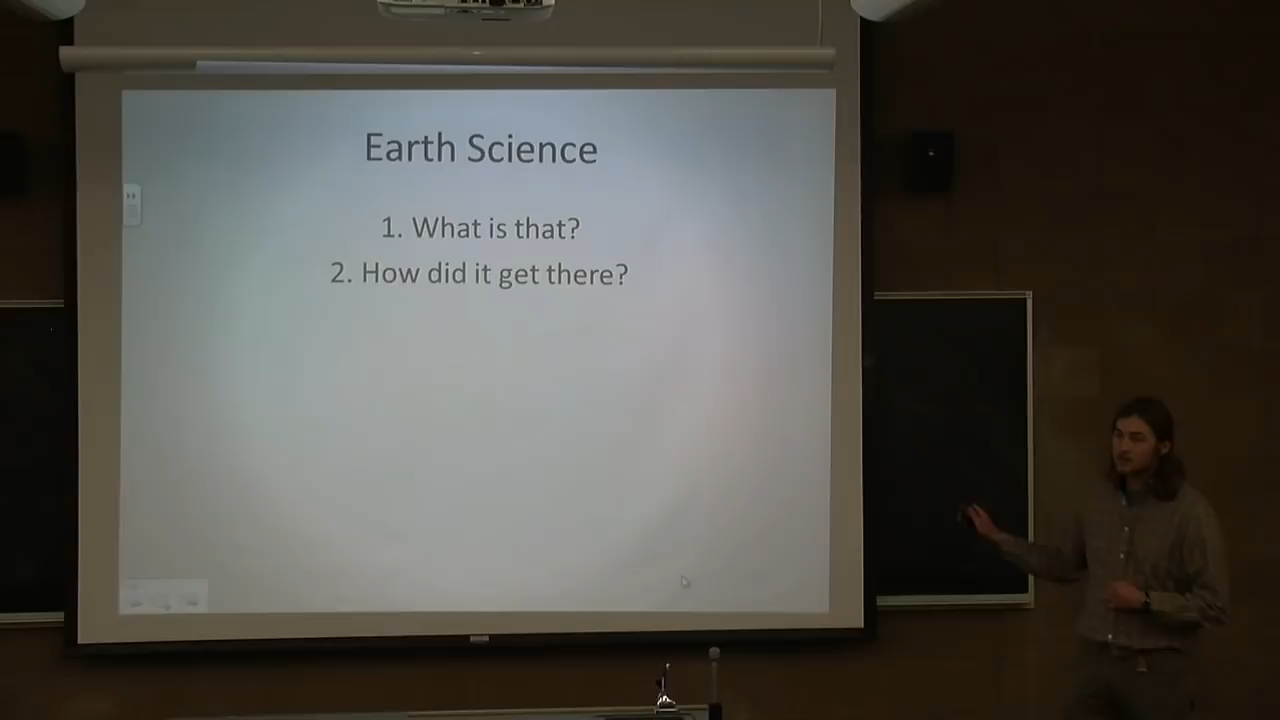 Earth Science
1. What is that?
2. How did it get there?